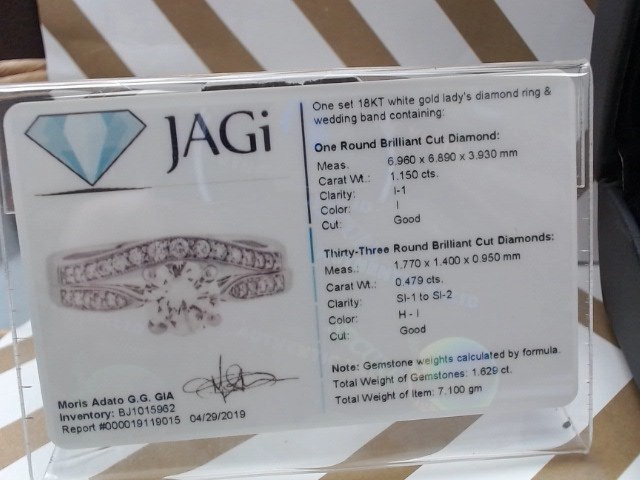 JAGi
One set 18KT white gold lady's diamond ring &
wedding band containing:
One Round Brilliant Cut Diamond:
Meas. 6.960 x 6.890 x 3.930 mm
Carat Wt.: 1.150 cts.
Clarity: I-1
Color: I
Cut: Good
Thirty-Three Round Brilliant Cut Diamonds:
Meas.: 1.770 x 1.400 x 0.950 mm
Carat Wt.: 0.479 cts.
Clarity: SI-1 to SI-2
Color: H - I
Cut: Good
Note: Gemstone weights calculated by formula.
Total Weight of Gemstones: 1.629 ct.
Total Weight of Item: 7.100 gm
Moris Adato G.G. GIA
Inventory: BJ1015962
Report #000019119015 04/29/2019